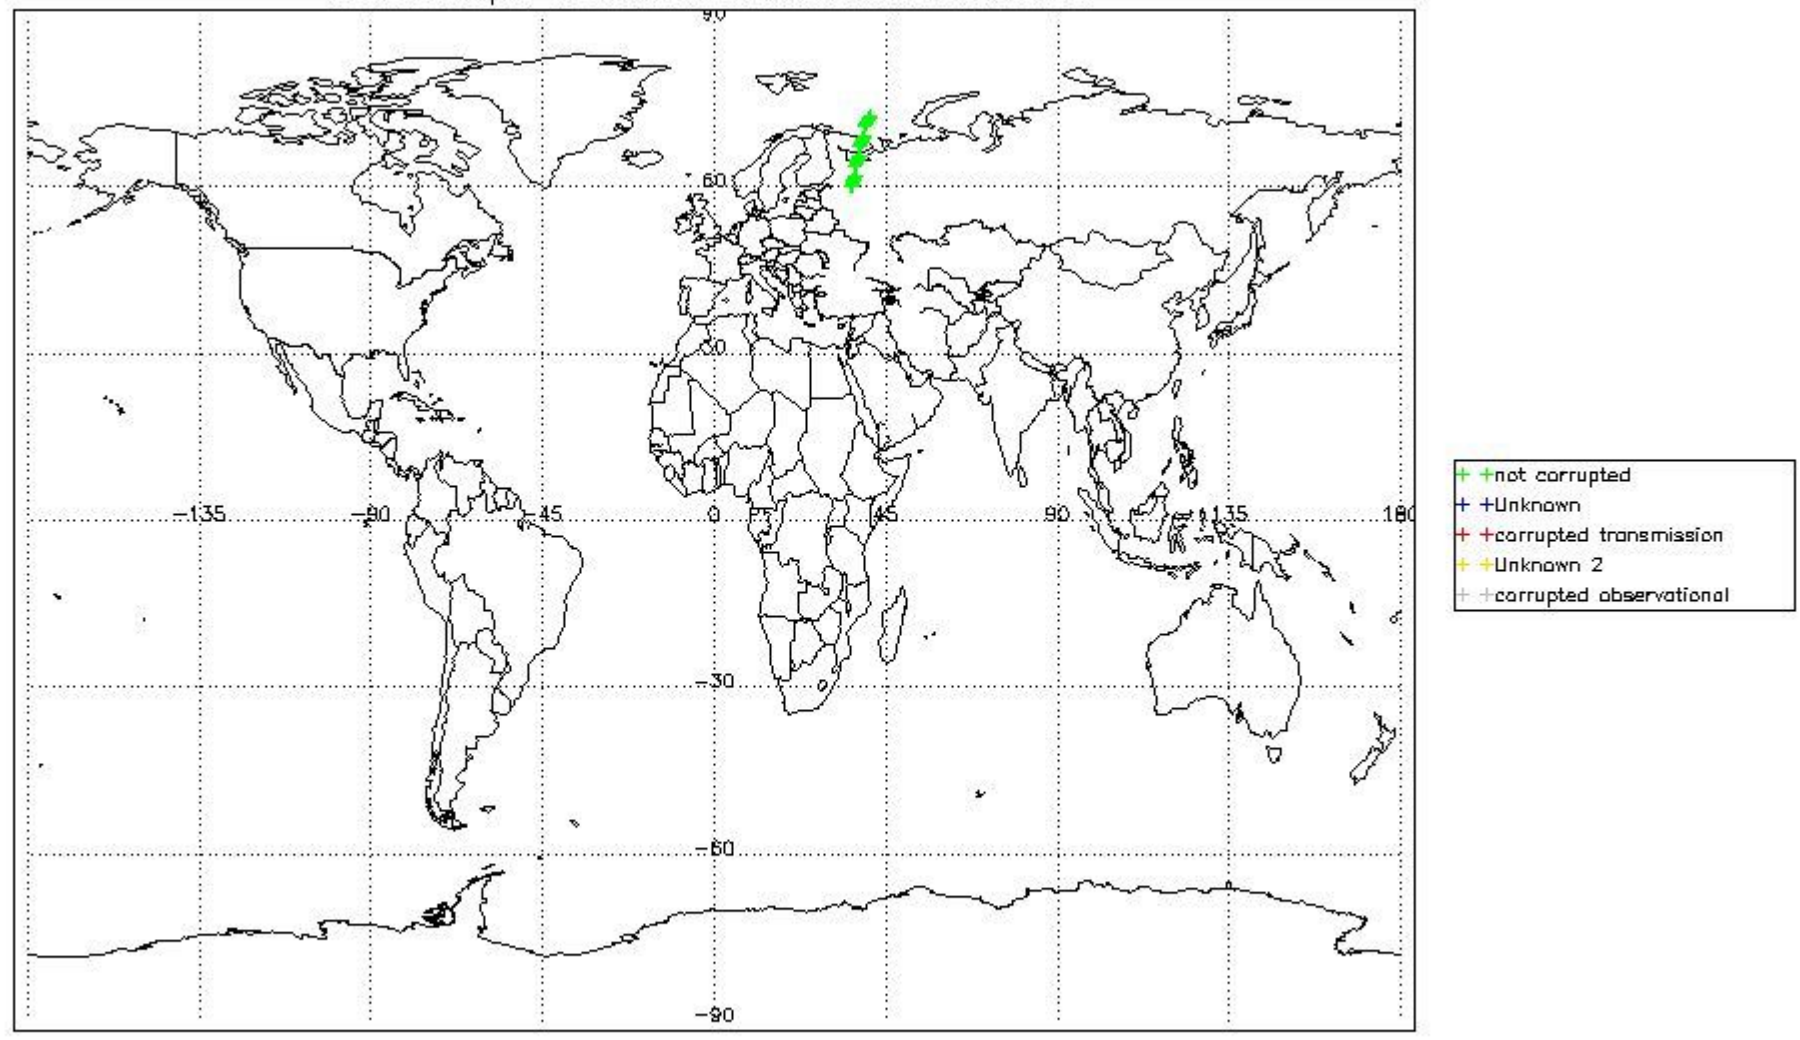 90
60
30
-135
-90
-45
0
45
90
135
180
-30
-60
-90
not corrupted
Unknown
corrupted transmission
Unknown 2
corrupted observational